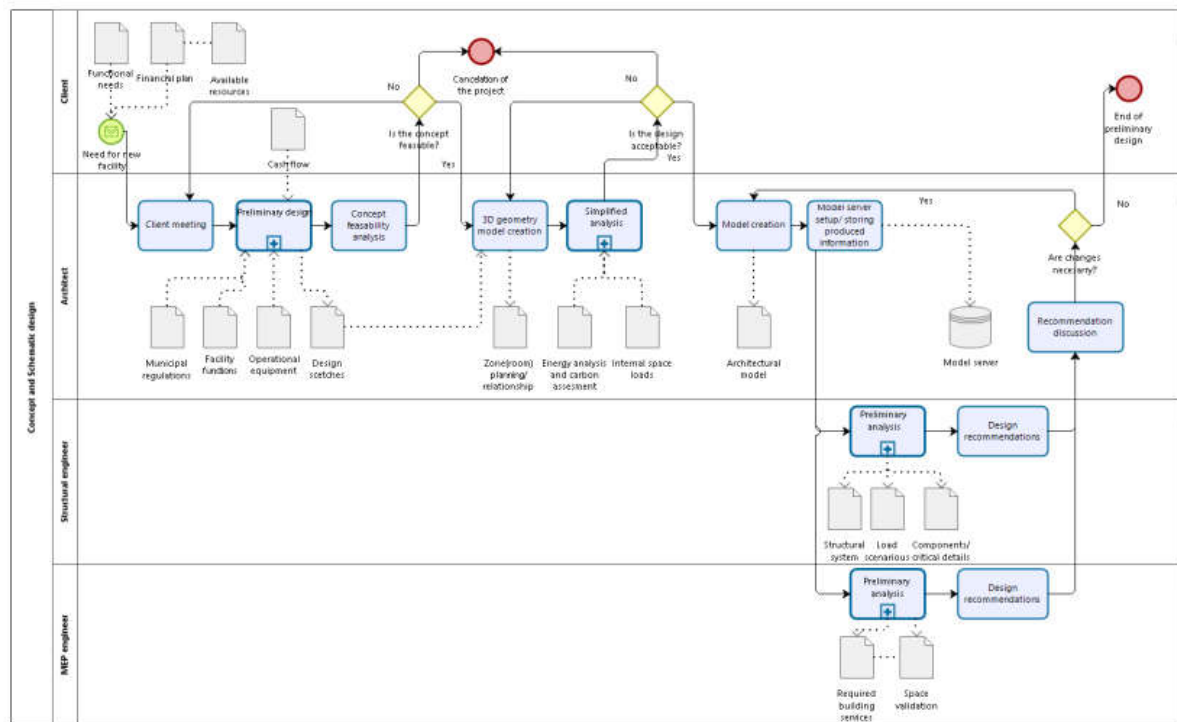 Concept and Schematic design
Client
Functional
needs
Financial plan
Available
resources
Need for new
facility
Cash flow
No
Is the concept
feasable?
Yes
Cancelation of
the project
No
Is the design
acceptable?
Yes
End of
preliminary
design
Architect
Client meeting
Preliminary design
Concept
feasability
analysis
3D geometry
model creation
Simplified
analysis
Model creation
Model server
setup/ storing
produced
information
Yes
No
Are changes
necesarry?
Recommendation
discussion
Municipal
regulations
Facility
functions
Operational
equipment
Design
scetches
Zone(room)
planning/
relationship
Energy analysis
and carbon
assesment
Internal space
loads
Architectural
model
Model server
Structural engineer
Preliminary
analysis
Design
recommendations
Structural
system
Load
scenarious
Components/
critical details
MEP engineer
Preliminary
analysis
Design
recommendations
Required
building
services
Space
validation